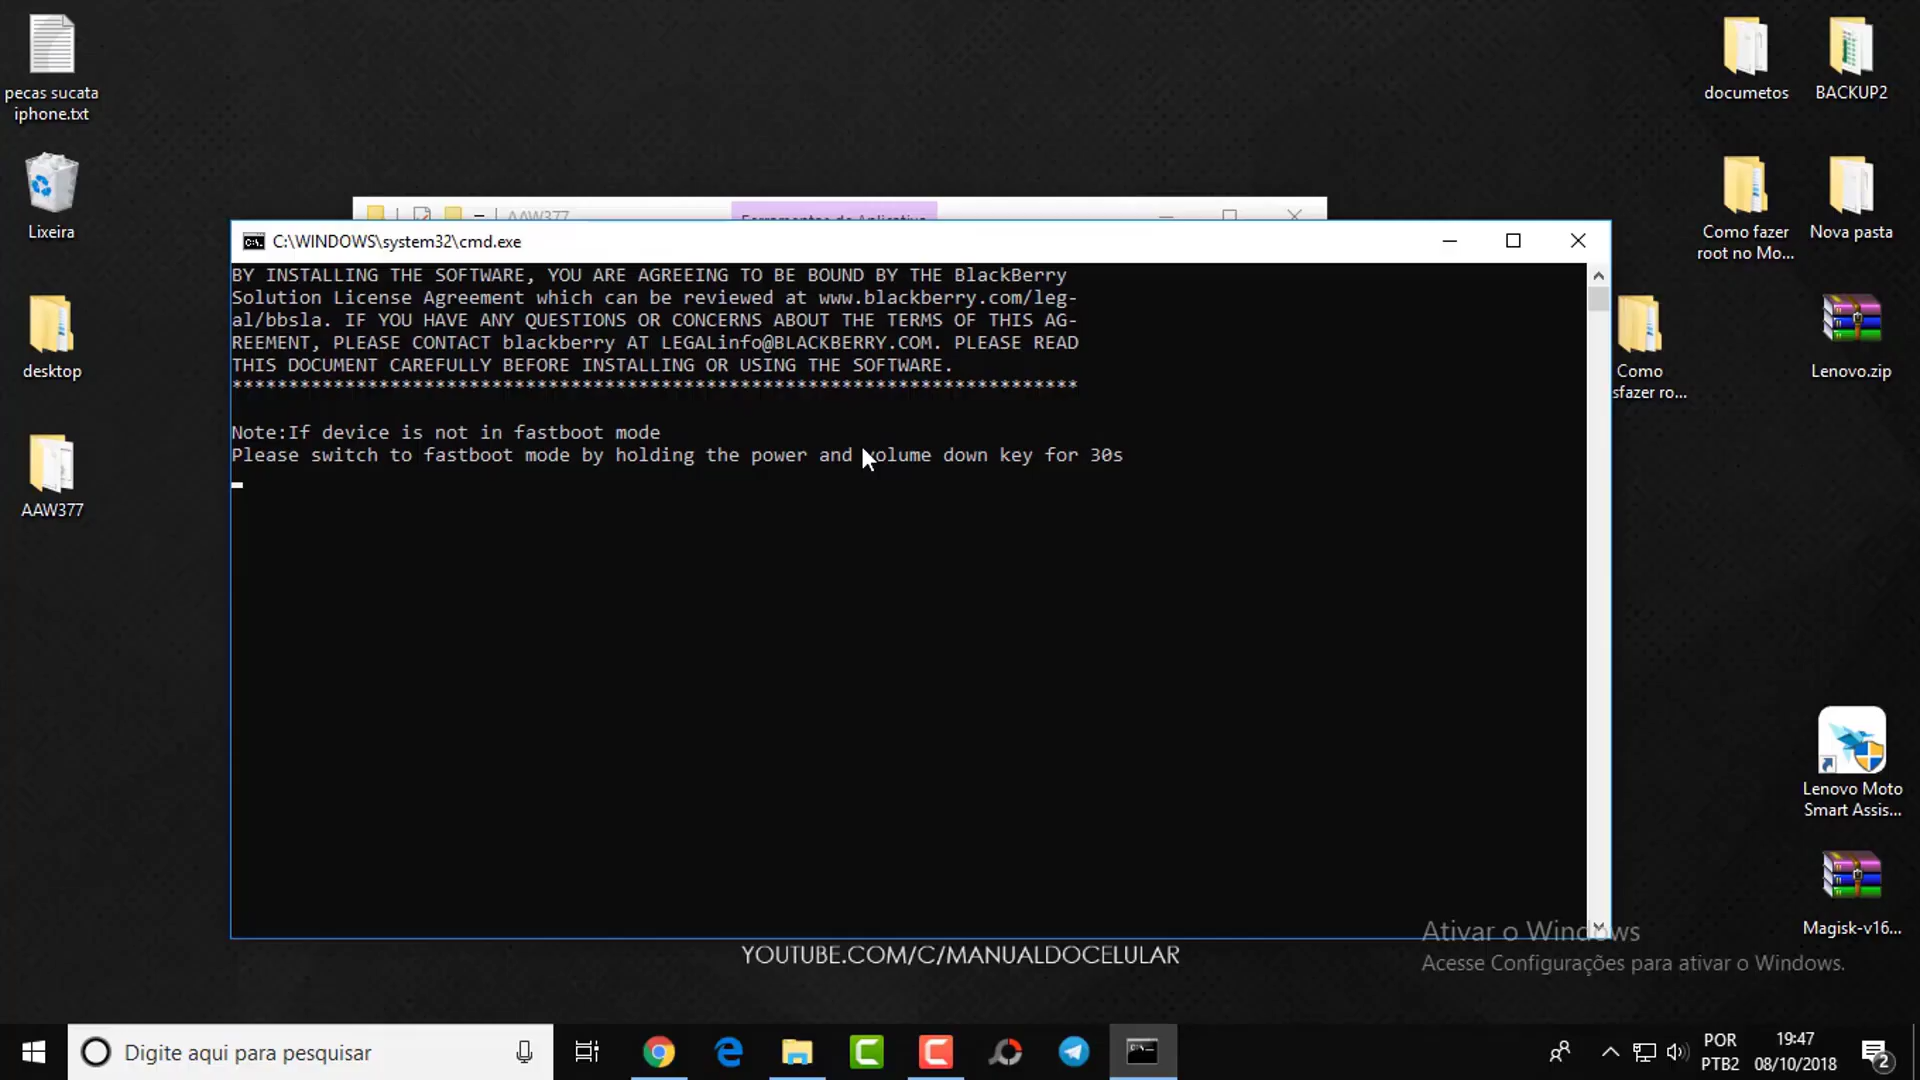 pecas sucata
iphone.txt
Lixeira
desktop
AAW377
documetos
BACKUP2
Como fazer
root no Mo...
Nova pasta
Como
sfazer ro...
Lenovo.zip
Lenovo Moto
Smart Assis...
Magisk-v16...
AAW377
Ferramentas de Aplicativo
C:\WINDOWS\system32\cmd.exe
BY INSTALLING THE SOFTWARE, YOU ARE AGREEING TO BE BOUND BY THE BlackBerry
Solution License Agreement which can be reviewed at www.blackberry.com/leg-
al/bbsla. IF YOU HAVE ANY QUESTIONS OR CONCERNS ABOUT THE TERMS OF THIS AG-
REEMENT, PLEASE CONTACT blackberry AT LEGALinfo@BLACKBERRY.COM. PLEASE READ
THIS DOCUMENT CAREFULLY BEFORE INSTALLING OR USING THE SOFTWARE.
***************************************************************************
Note:If device is not in fastboot mode
Please switch to fastboot mode by holding the power and volume down key for 30s
YOUTUBE.COM/C/MANUALDOCELULAR
Ativar o Windows
Acesse Configurações para ativar o Windows.
Digite aqui para pesquisar
POR
PTB2
19:47
08/10/2018
2